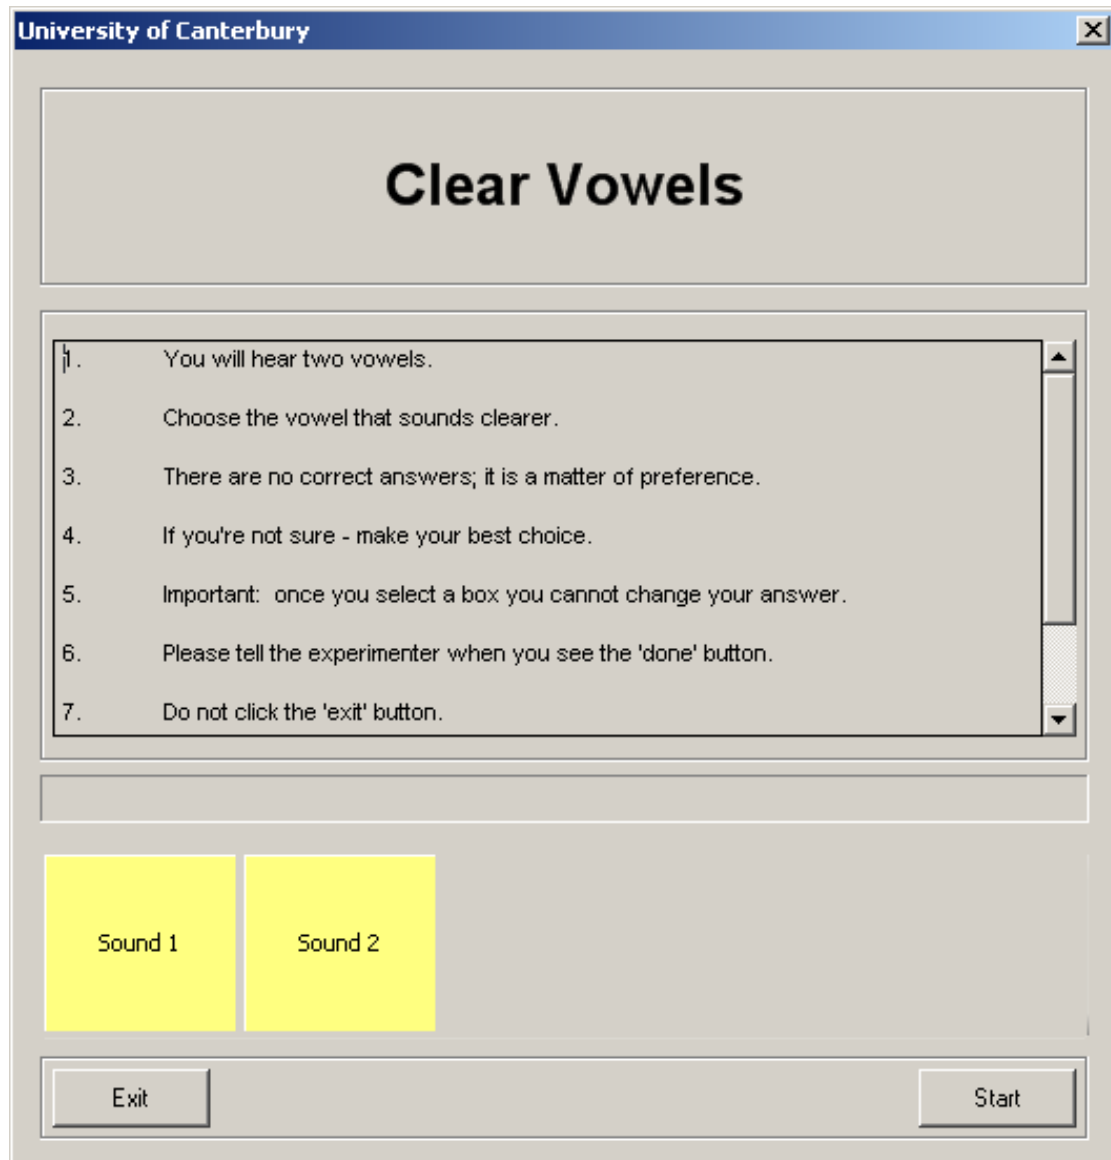 University of Canterbury
Clear Vowels
1. You will hear two vowels.
2. Choose the vowel that sounds clearer.
3. There are no correct answers; it is a matter of preference.
4. If you're not sure - make your best choice.
5. Important:  once you select a box you cannot change your answer.
6. Please tell the experimenter when you see the 'done' button.
7. Do not click the 'exit' button.
Sound 1 Sound 2
Exit Start